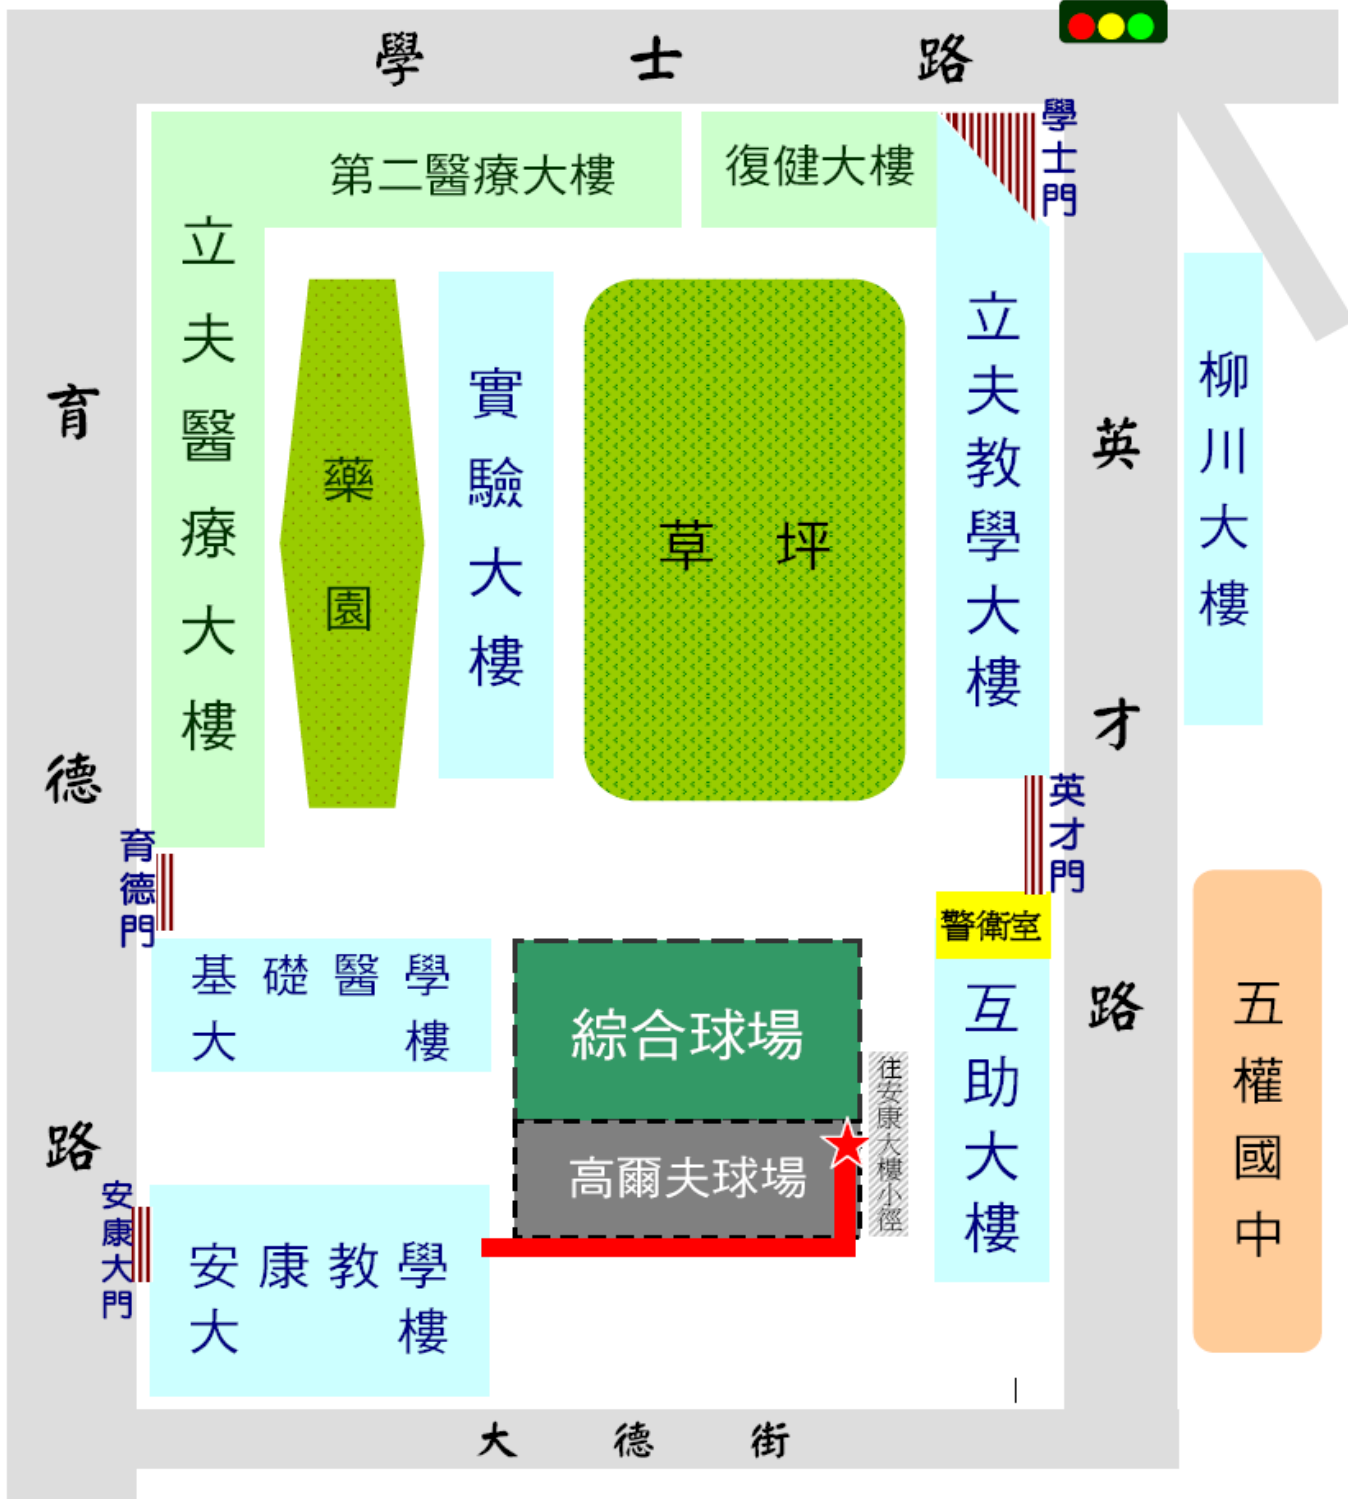 學士路
學士門
第二醫療大樓
復健大樓
立夫醫療大樓
藥園
實驗大樓
草坪
立夫教學大樓
柳川大樓
育德路
英才路
育德門
英才門
警衛室
基礎醫學
大樓
綜合球場
往安康大樓小徑
互助大樓
五權國中
高爾夫球場
安康大門
安康教學
大樓
大德街